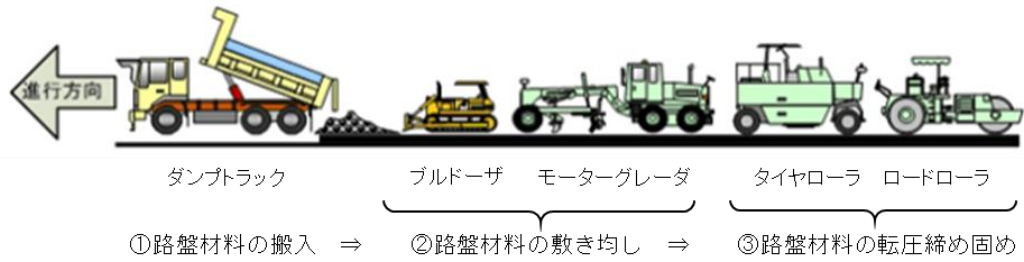 進行方向
ダンプトラック ブルドーザ モーターグレーダ タイヤローラ ロードローラ
①路盤材料の搬入 ⇒ ②路盤材料の敷き均し ⇒ ③路盤材料の転圧締め固め